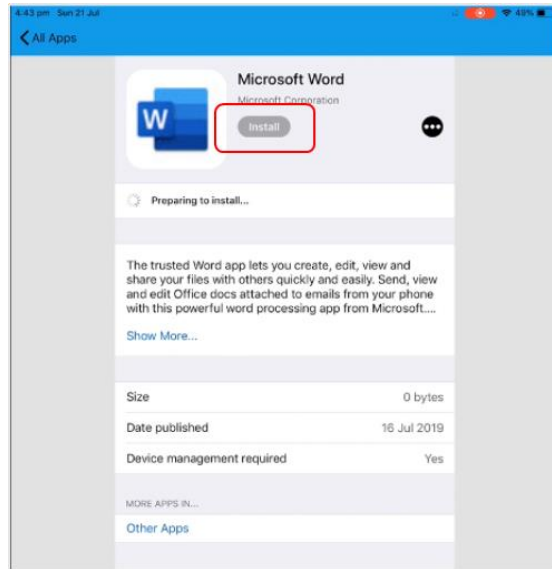 4:43 pm Sun 21 Jul
49%
All Apps
Microsoft Word
Microsoft Corporation
W
Install
Preparing to install...
The trusted Word app lets you create, edit, view and
share your files with others quickly and easily. Send, view
and edit Office docs attached to emails from your phone
with this powerful word processing app from Microsoft....
Show More...
Size 0 bytes
Date published 16 Jul 2019
Device management required Yes
MORE APPS IN...
Other Apps